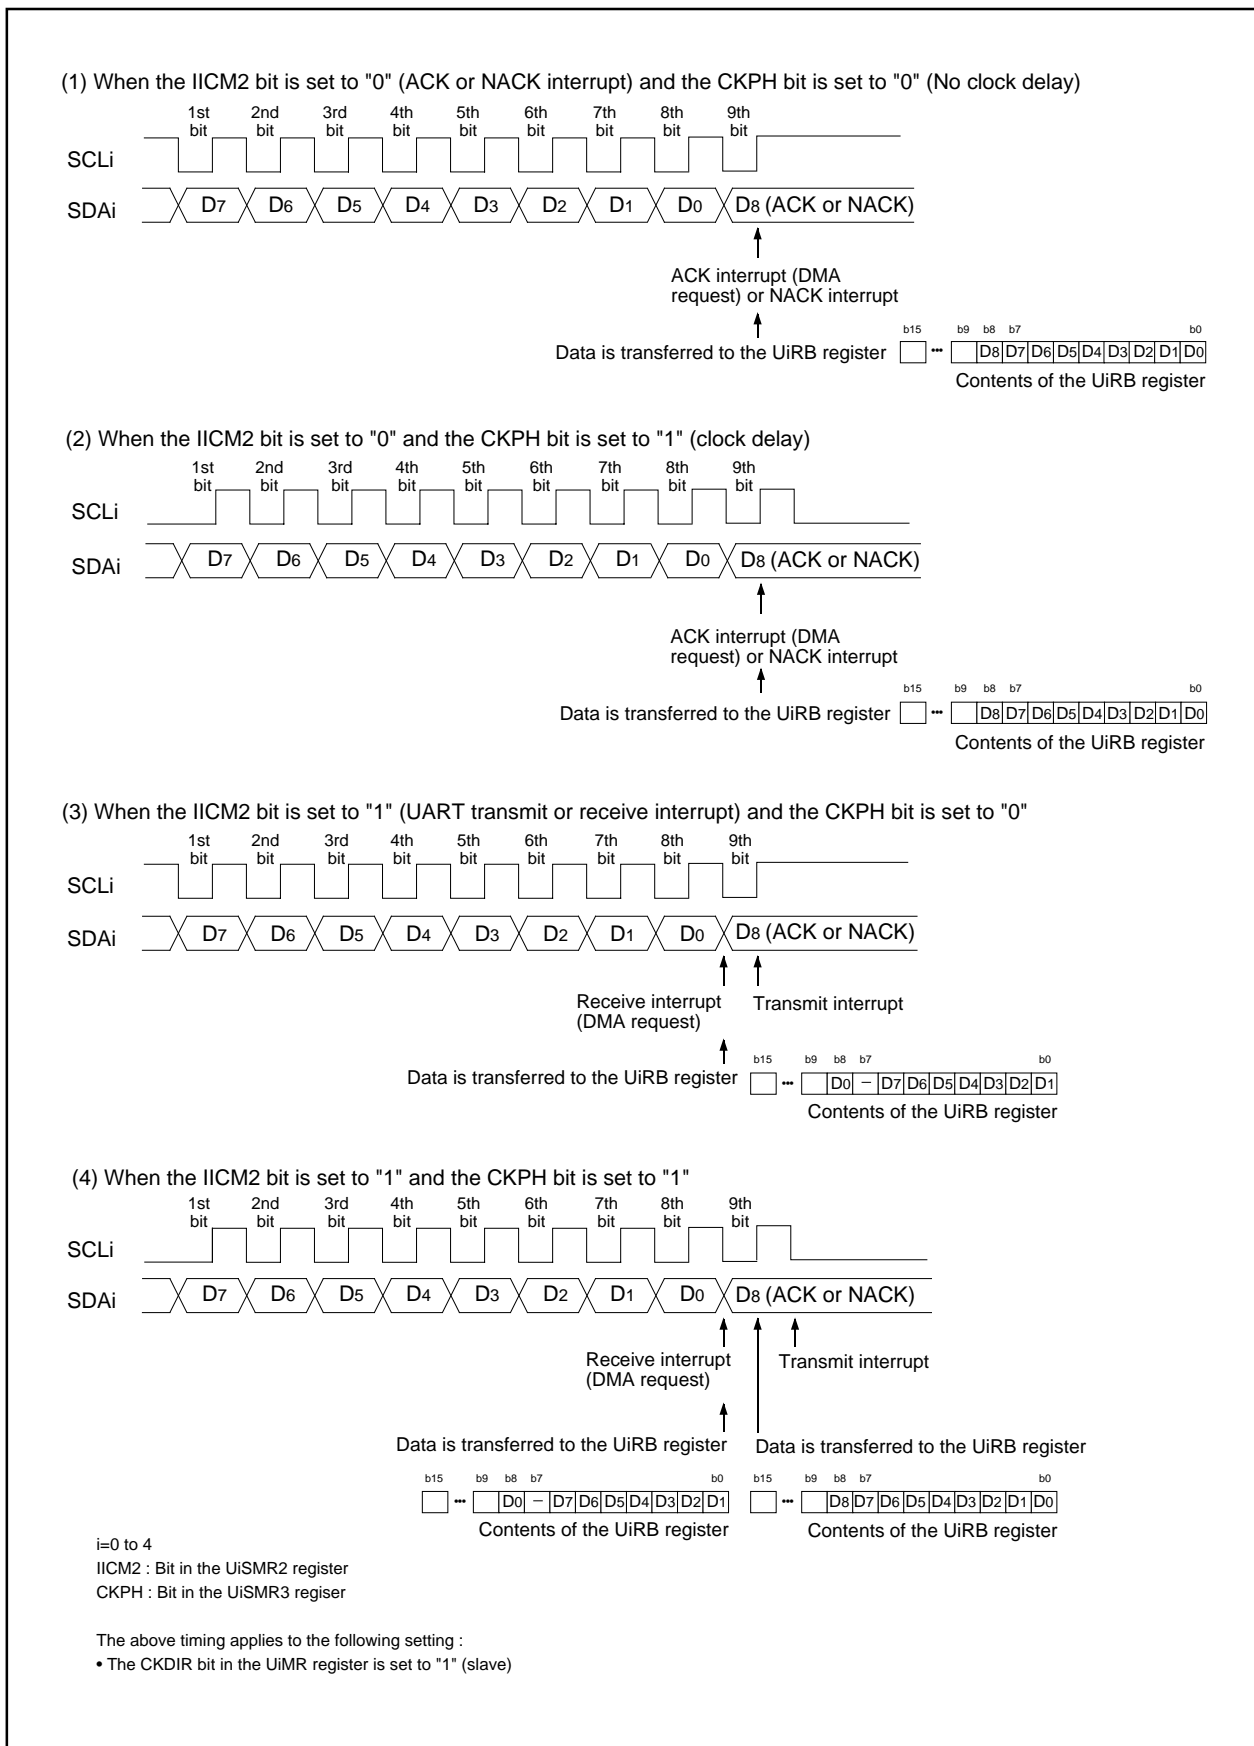 (1) When the IICM2 bit is set to "0" (ACK or NACK interrupt) and the CKPH bit is set to "0" (No clock delay)
1st bit 2nd bit 3rd bit 4th bit 5th bit 6th bit 7th bit 8th bit 9th bit
SCLi
SDAi D7 D6 D5 D4 D3 D2 D1 D0 D8 (ACK or NACK)
ACK interrupt (DMA
request) or NACK interrupt
b15 b9 b8 b7 b0
Data is transferred to the UiRB register ••• D8 D7 D6 D5 D4 D3 D2 D1 D0
Contents of the UiRB register
(2) When the IICM2 bit is set to "0" and the CKPH bit is set to "1" (clock delay)
1st bit 2nd bit 3rd bit 4th bit 5th bit 6th bit 7th bit 8th bit 9th bit
SCLi
SDAi D7 D6 D5 D4 D3 D2 D1 D0 D8 (ACK or NACK)
ACK interrupt (DMA
request) or NACK interrupt
b15 b9 b8 b7 b0
Data is transferred to the UiRB register ••• D8 D7 D6 D5 D4 D3 D2 D1 D0
Contents of the UiRB register
(3) When the IICM2 bit is set to "1" (UART transmit or receive interrupt) and the CKPH bit is set to "0"
1st bit 2nd bit 3rd bit 4th bit 5th bit 6th bit 7th bit 8th bit 9th bit
SCLi
SDAi D7 D6 D5 D4 D3 D2 D1 D0 D8 (ACK or NACK)
Receive interrupt Transmit interrupt
(DMA request)
b15 b9 b8 b7 b0
Data is transferred to the UiRB register ••• D0 – D7 D6 D5 D4 D3 D2 D1
Contents of the UiRB register
(4) When the IICM2 bit is set to "1" and the CKPH bit is set to "1"
1st bit 2nd bit 3rd bit 4th bit 5th bit 6th bit 7th bit 8th bit 9th bit
SCLi
SDAi D7 D6 D5 D4 D3 D2 D1 D0 D8 (ACK or NACK)
Receive interrupt Transmit interrupt
(DMA request)
Data is transferred to the UiRB register Data is transferred to the UiRB register
b15 b9 b8 b7 b0 b15 b9 b8 b7 b0
••• D0 – D7 D6 D5 D4 D3 D2 D1 ••• D8 D7 D6 D5 D4 D3 D2 D1 D0
Contents of the UiRB register Contents of the UiRB register
i=0 to 4
IICM2 : Bit in the UiSMR2 register
CKPH : Bit in the UiSMR3 regiser
The above timing applies to the following setting :
• The CKDIR bit in the UiMR register is set to "1" (slave)